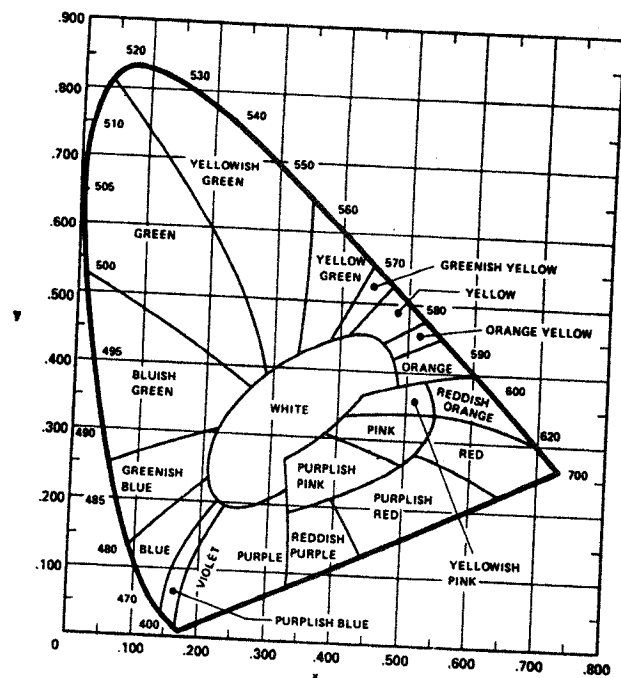 .900
520
.800
530
510
540
.700
YELLOWISH
GREEN
550
505
560
.600
GREEN
YELLOW
GREEN
570
GREENISH YELLOW
500
.500
YELLOW
580
ORANGE YELLOW
495
590
.400
BLUISH
GREEN
ORANGE
600
WHITE
REDDISH
ORANGE
490
.300
PINK
620
RED
GREENISH
BLUE
PURPLISH
PINK
700
485
.200
PURPLISH
RED
480
BLUE
VIOLET
PURPLE
REDDISH
PURPLE
YELLOWISH
PINK
.100
470
PURPLISH BLUE
400
0
0
.100
.200
.300
.400
.500
.600
.700
.800
x
y